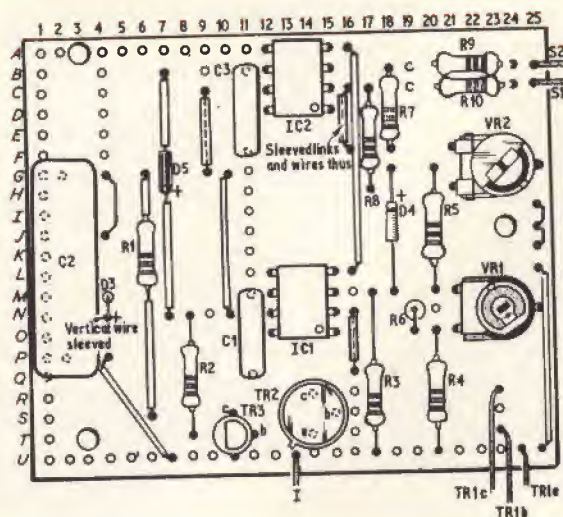 1 2 3 4 5 6 7 8 9 10 11 12 13 14 15 16 17 18 19 20 21 22 23 24 25
A
B
C
D
E
F
G
H
I
J
K
L
M
N
O
P
Q
R
S
T
U
C3
IC2
R7
R9
R10
S2
S1
Sleeved links
and wires thus
VR2
D5
+
R8
+
D4
R5
R1
C2
D3
+
Vertical wire
sleeved
VR1
R6
C1
IC1
R2
R3
R4
TR2
c
b
e
c
TR3
b
I
TR1c
TR1b
TR1e